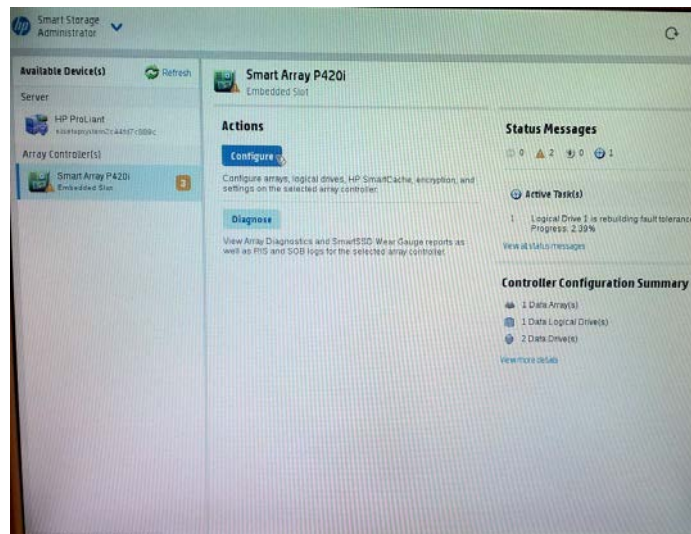 hp
Smart Storage
Administrator
Available Device(s)
Refresh
Server
HP ProLiant
Array Controller(s)
Smart Array P420i
Embedded Slot
3
Smart Array P420i
Embedded Slot
Actions
Configure
Configure arrays, logical drives, HP SmartCache, encryption, and
settings on the selected array controller.
Diagnose
View Array Diagnostics and SmartSSD Wear Gauge reports as
well as and SOB logs for the selected array controller.
Status Messages
0 2 0 1
Active Task(s)
1 Logical Drive 1 is rebuilding fault tolerance
Progress: 2.39%
View all status messages
Controller Configuration Summary
1 Data Array(s)
1 Data Logical Drive(s)
2 Data Drive(s)
View more details